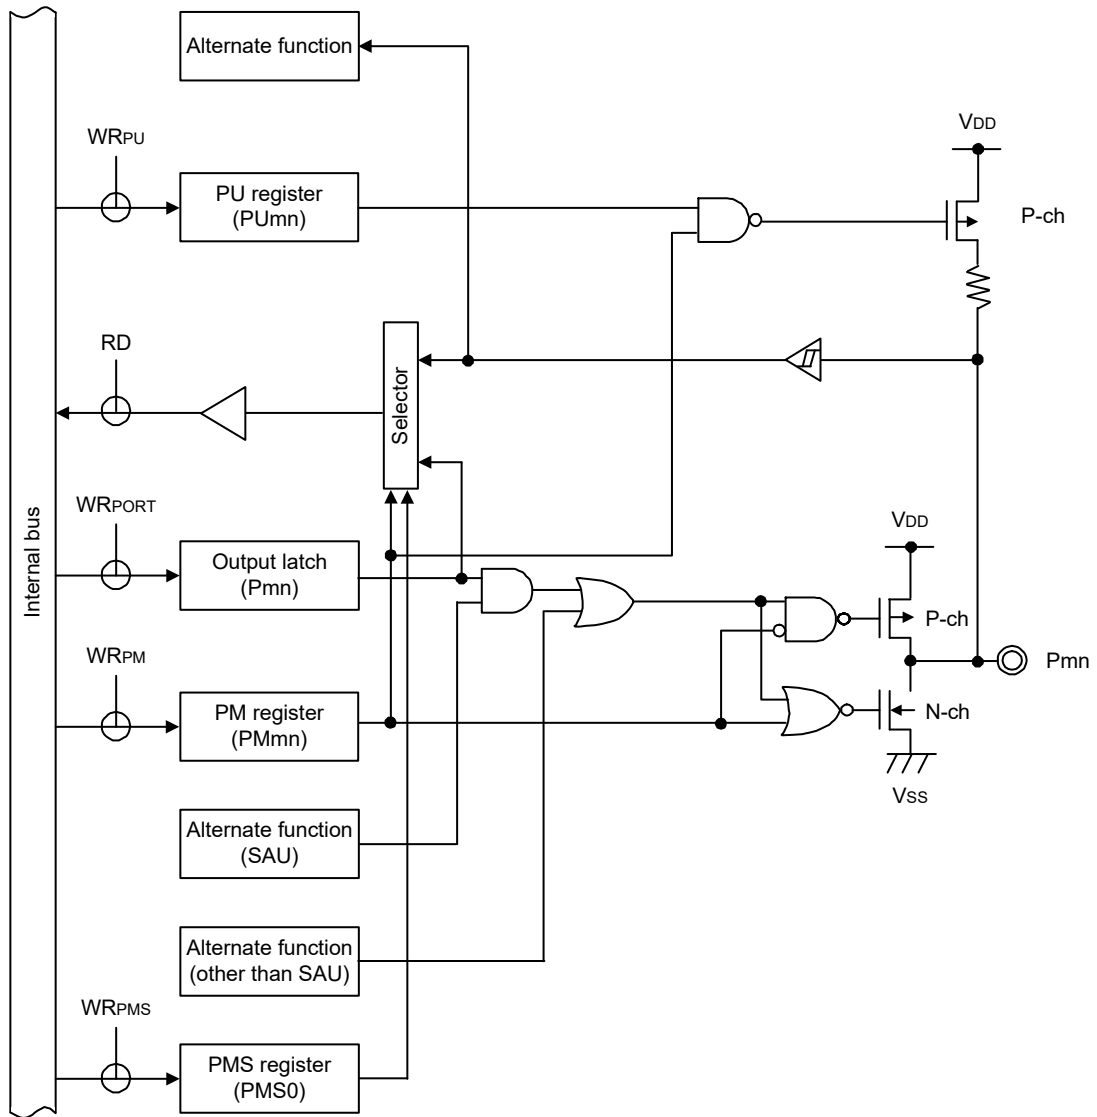 Alternate function
WRPU
VDD
PU register
(PUmn)
P-ch
RD
Selector
Internal bus
WRPORT
Output latch
(Pmn)
VDD
P-ch
Pmn
WRPM
PM register
(PMmn)
N-ch
VSS
Alternate function
(SAU)
Alternate function
(other than SAU)
WRPMS
PMS register
(PMS0)